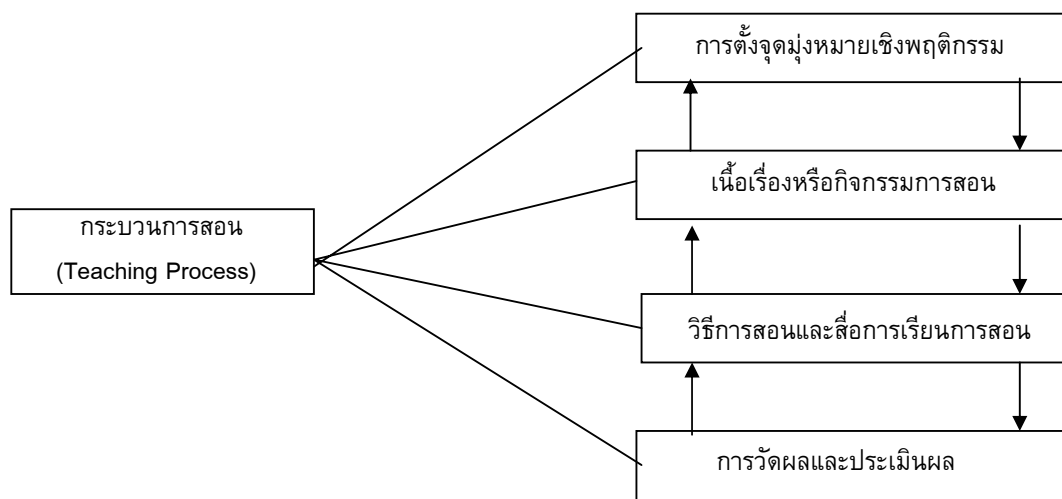 การตั้งจุดมุ่งหมายเชิงพฤติกรรม
เนื้อเรื่องหรือกิจกรรมการสอน
กระบวนการสอน
(Teaching Process)
วิธีการสอนและสื่อการเรียนการสอน
การวัดผลและประเมินผล